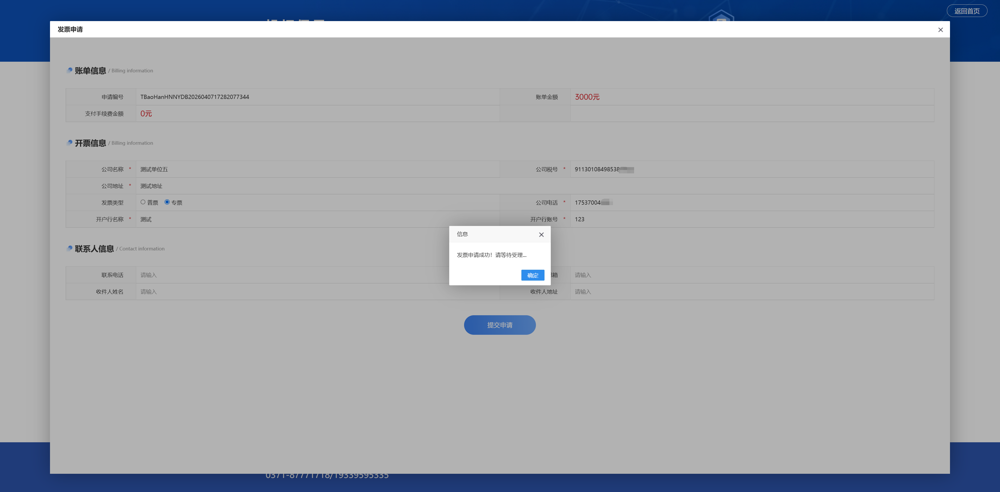 返回首页
发票申请
账单信息 / Billing information
申请编号 TBaoHanHNNYDB2026040717282077344 账单金额 3000元
支付手续费金额 0元
开票信息 / Billing information
公司名称 * 测试单位五 公司税号 * 91130108498538
公司地址 * 测试地址
发票类型 普票 专票 公司电话 * 17537004
开户行名称 * 测试 开户行账号 * 123
信息
发票申请成功！请等待受理...
确定
联系人信息 / Contact information
联系电话 请输入 邮箱 请输入
收件人姓名 请输入 收件人地址 请输入
提交申请
0371-87771718/19339595335